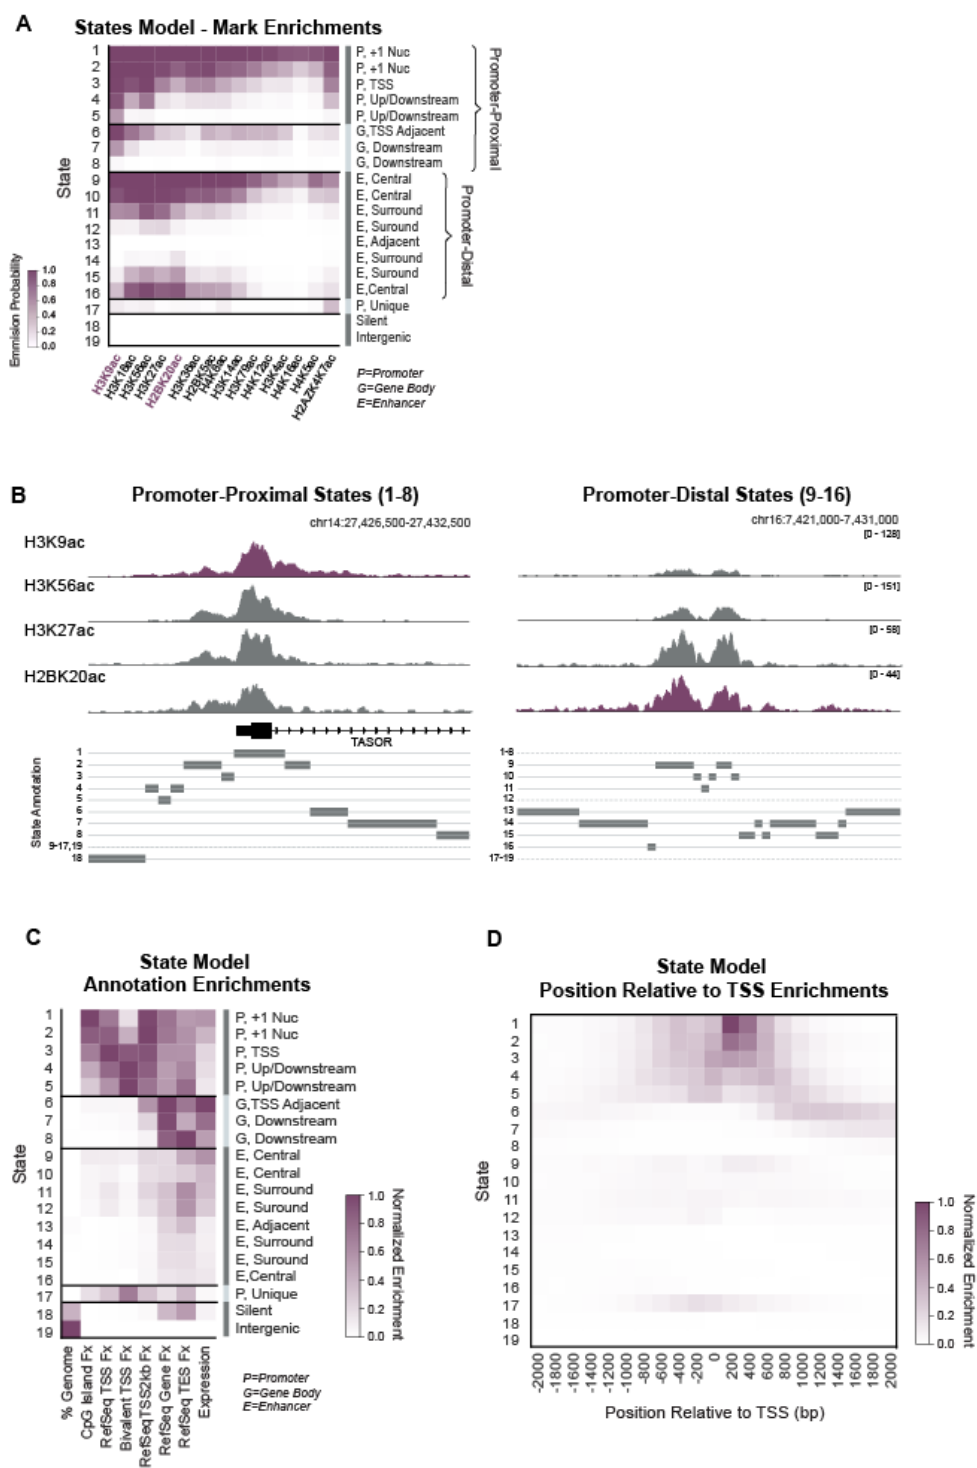 A
States Model - Mark Enrichments
State
1
2
3
4
5
6
7
8
9
10
11
12
13
14
15
16
17
18
19
P, +1 Nuc
P, +1 Nuc
P, TSS
P, Up/Downstream
P, Up/Downstream
G,TSS Adjacent
G, Downstream
G, Downstream
E, Central
E, Central
E, Surround
E, Suround
E, Adjacent
E, Surround
E, Suround
E,Central
P, Unique
Silent
Intergenic
Promoter-Proximal
Promoter-Distal
Emmision Probability
1.0
0.8
0.6
0.4
0.2
0.0
H3K9ac
H3K18ac
H3K56ac
H3K27ac
H2BK20ac
H3K36ac
H2BK5ac
H4K8ac
H3K14ac
H3K79ac
H4K12ac
H3K4ac
H4K16ac
H4K5ac
H2AZK4K7ac
P=Promoter
G=Gene Body
E=Enhancer
B
Promoter-Proximal States (1-8)
chr14:27,426,500-27,432,500
H3K9ac
H3K56ac
H3K27ac
H2BK20ac
TASOR
State Annotation
1
2
3
4
5
6
7
8
9-17,19
18
Promoter-Distal States (9-16)
chr16:7,421,000-7,431,000
[0 - 128]
[0 - 151]
[0 - 58]
[0 - 44]
1-8
9
10
11
12
13
14
15
16
17-19
C
State Model
Annotation Enrichments
State
1
2
3
4
5
6
7
8
9
10
11
12
13
14
15
16
17
18
19
P, +1 Nuc
P, +1 Nuc
P, TSS
P, Up/Downstream
P, Up/Downstream
G,TSS Adjacent
G, Downstream
G, Downstream
E, Central
E, Central
E, Surround
E, Suround
E, Adjacent
E, Surround
E, Suround
E,Central
P, Unique
Silent
Intergenic
% Genome
CpG Island Fx
RefSeq TSS Fx
Bivalent TSS Fx
RefSeqTSS2kb Fx
RefSeq Gene Fx
RefSeq TES Fx
Expression
1.0
0.8
0.6
0.4
0.2
0.0
Normalized Enrichment
P=Promoter
G=Gene Body
E=Enhancer
D
State Model
Position Relative to TSS Enrichments
State
1
2
3
4
5
6
7
8
9
10
11
12
13
14
15
16
17
18
19
-2000
-1800
-1600
-1400
-1200
-1000
-800
-600
-400
-200
0
200
400
600
800
1000
1200
1400
1600
1800
2000
Position Relative to TSS (bp)
1.0
0.8
0.6
0.4
0.2
0.0
Normalized Enrichment